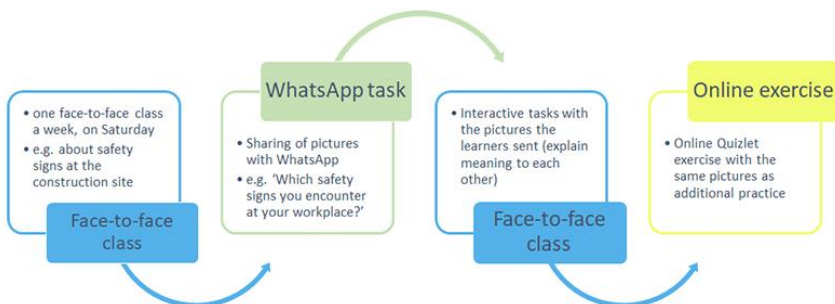 • one face-to-face class
a week, on Saturday
• e.g. about safety
signs at the
construction site
Face-to-face
class
WhatsApp task
• Sharing of pictures
with WhatsApp
• e.g. ‘Which safety
signs you encounter
at your workplace?’
• Interactive tasks with
the pictures the
learners sent (explain
meaning to each
other)
Face-to-face
class
Online exercise
• Online Quizlet
exercise with the
same pictures as
additional practice